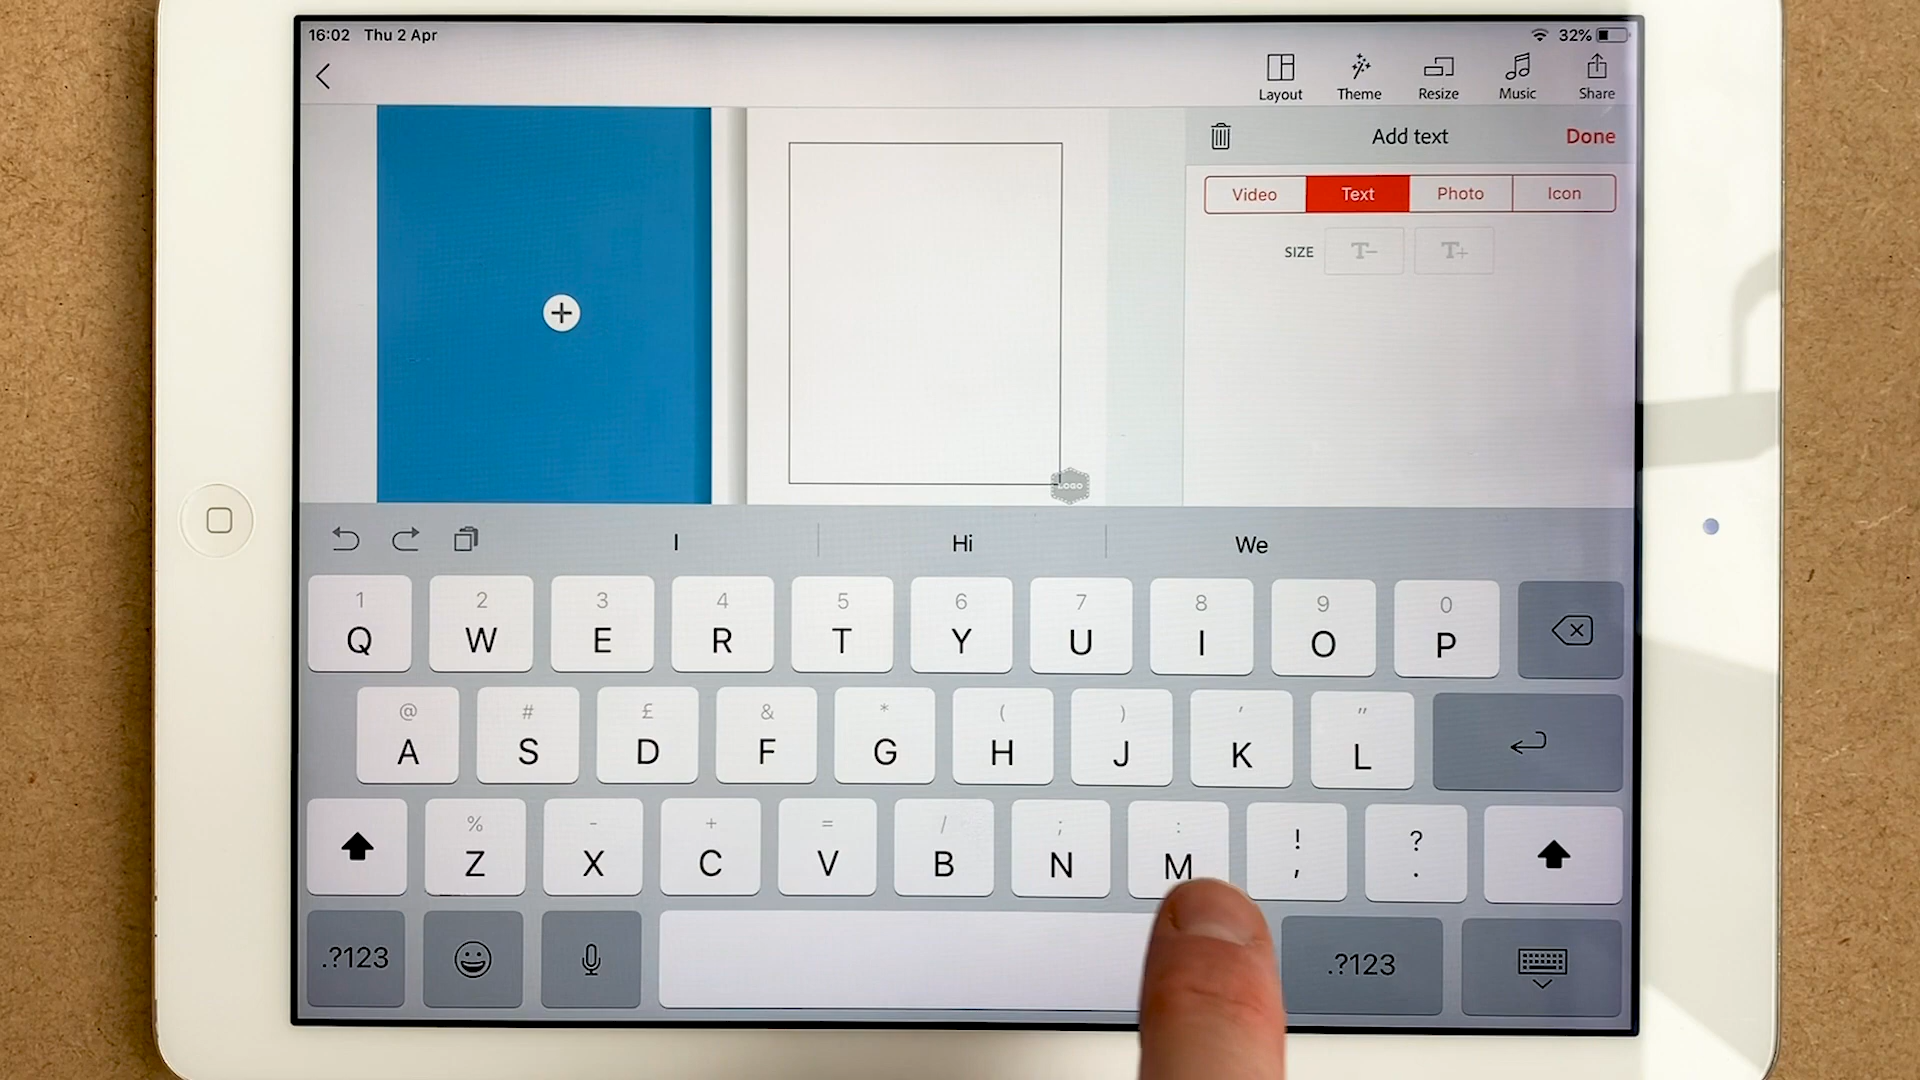 16:02 Thu 2 Apr 32%
Layout Theme Resize Music Share
Add text Done
Video Text Photo Icon
SIZE T- T+
LOGO
I Hi We
1 2 3 4 5 6 7 8 9 0
Q W E R T Y U I O P
@ # £ & * ( ) ' "
A S D F G H J K L
% - + = / ; : ! ?
Z X C V B N M , .
.?123 .?123